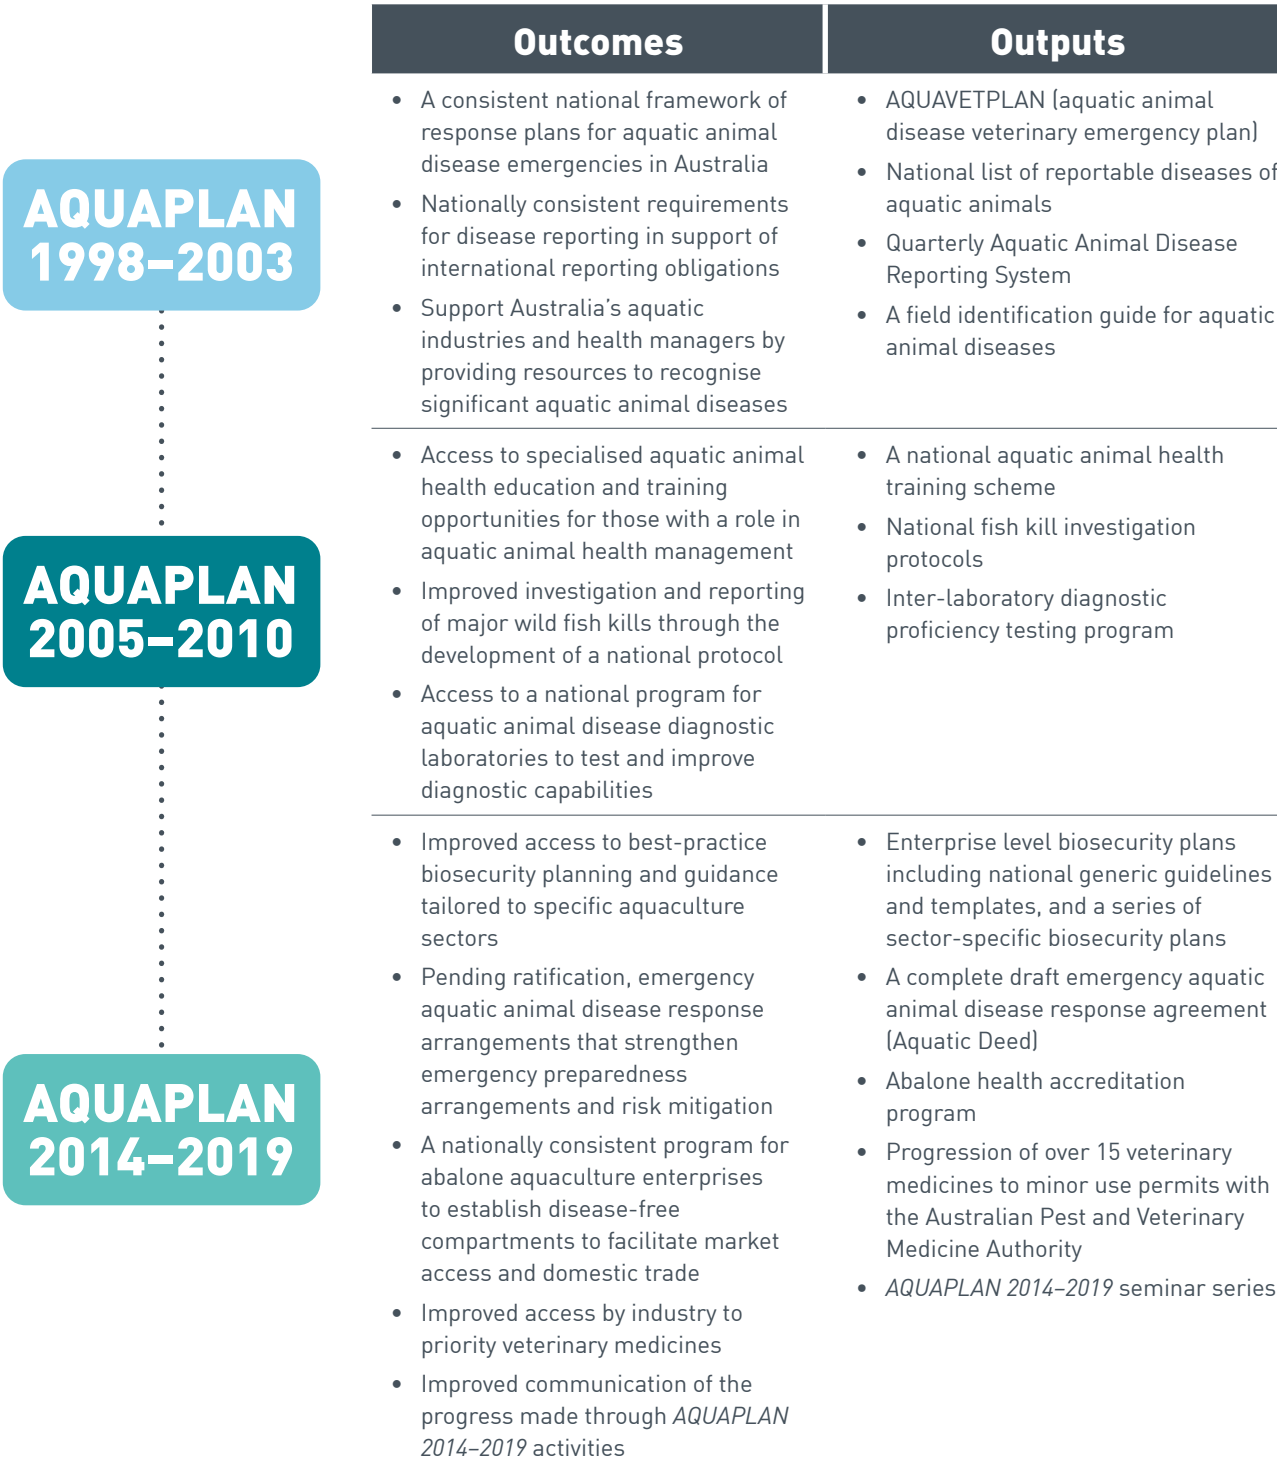 Outcomes
Outputs
AQUAPLAN
1998–2003
• A consistent national framework of
response plans for aquatic animal
disease emergencies in Australia
• Nationally consistent requirements
for disease reporting in support of
international reporting obligations
• Support Australia’s aquatic
industries and health managers by
providing resources to recognise
significant aquatic animal diseases
• AQUAVETPLAN (aquatic animal
disease veterinary emergency plan)
• National list of reportable diseases of
aquatic animals
• Quarterly Aquatic Animal Disease
Reporting System
• A field identification guide for aquatic
animal diseases
AQUAPLAN
2005–2010
• Access to specialised aquatic animal
health education and training
opportunities for those with a role in
aquatic animal health management
• Improved investigation and reporting
of major wild fish kills through the
development of a national protocol
• Access to a national program for
aquatic animal disease diagnostic
laboratories to test and improve
diagnostic capabilities
• A national aquatic animal health
training scheme
• National fish kill investigation
protocols
• Inter-laboratory diagnostic
proficiency testing program
AQUAPLAN
2014–2019
• Improved access to best-practice
biosecurity planning and guidance
tailored to specific aquaculture
sectors
• Pending ratification, emergency
aquatic animal disease response
arrangements that strengthen
emergency preparedness
arrangements and risk mitigation
• A nationally consistent program for
abalone aquaculture enterprises
to establish disease-free
compartments to facilitate market
access and domestic trade
• Improved access by industry to
priority veterinary medicines
• Improved communication of the
progress made through AQUAPLAN
2014–2019 activities
• Enterprise level biosecurity plans
including national generic guidelines
and templates, and a series of
sector-specific biosecurity plans
• A complete draft emergency aquatic
animal disease response agreement
(Aquatic Deed)
• Abalone health accreditation
program
• Progression of over 15 veterinary
medicines to minor use permits with
the Australian Pest and Veterinary
Medicine Authority
• AQUAPLAN 2014–2019 seminar series